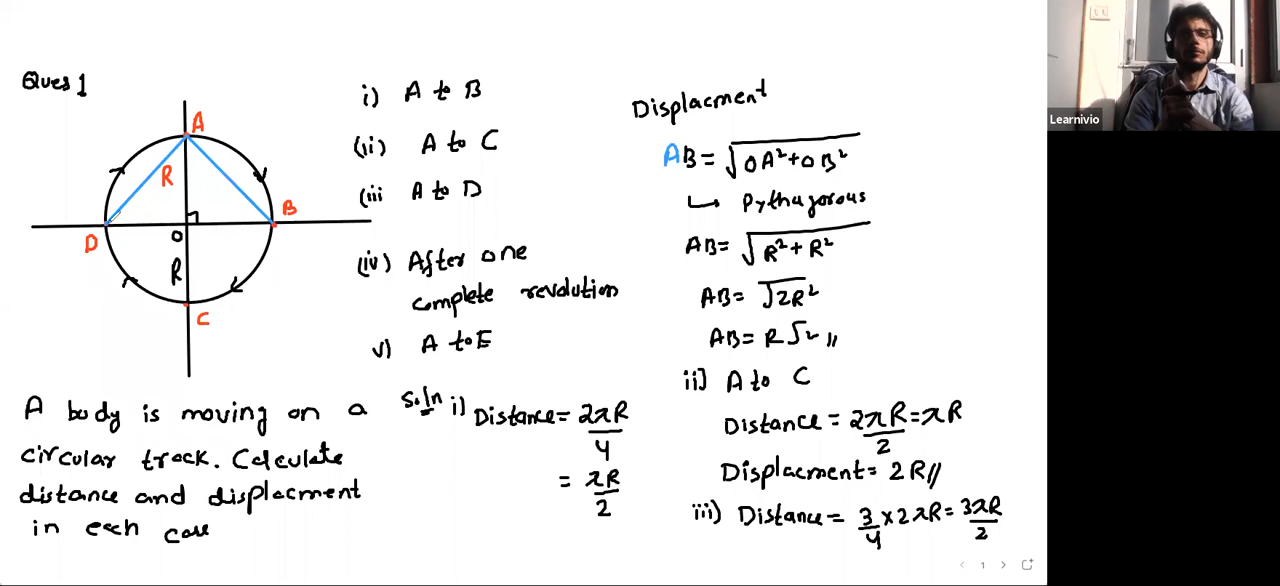 Ques 1
A
R
B
D
O
R
C
i) A to B
(ii) A to C
(iii A to D
(iv) After one
complete revolution
v) A to E
A body is moving on a
circular track. Calculate
distance and displacment
in each case
Soln i) Distance = 2πR/4
= πR/2
Displacment
AB = √OA²+OB²
↳ Pythagorous
AB = √R²+R²
AB = √2R²
AB = R√2 //
ii] A to C
Distance = 2πR/2 = πR
Displacment = 2R//
iii) Distance = 3/4 × 2πR = 3πR/2
1
Learnivio